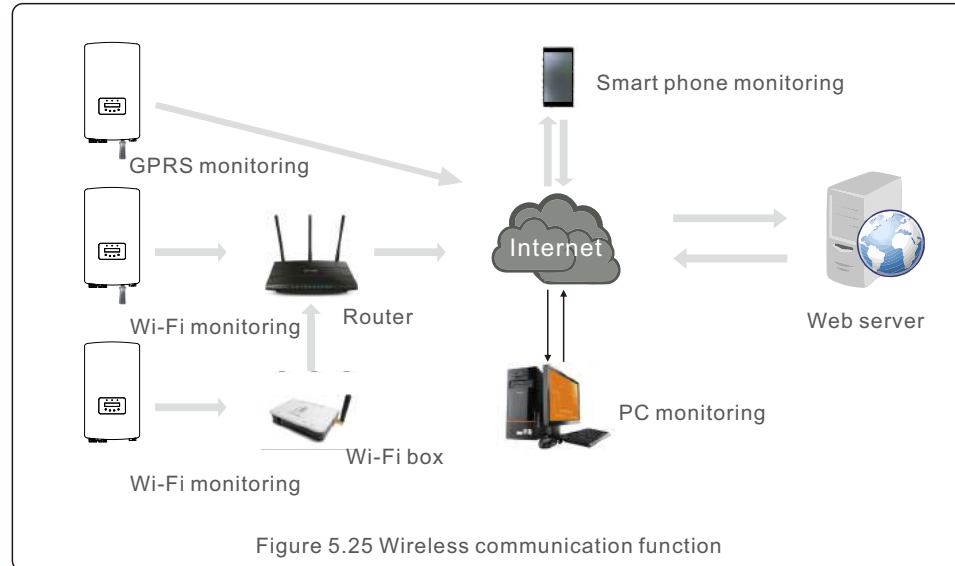 Smart phone monitoring
GPRS monitoring
Internet
Wi-Fi monitoring
Router
Web server
PC monitoring
Wi-Fi box
Wi-Fi monitoring
Figure 5.25 Wireless communication function